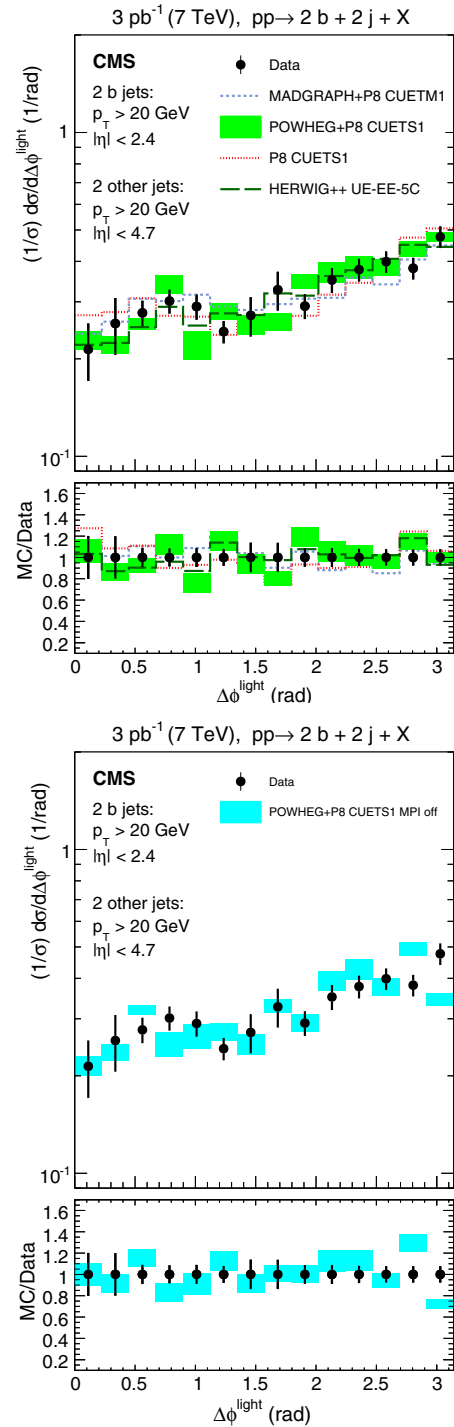 3 pb⁻¹ (7 TeV), pp→ 2 b + 2 j + X
CMS
2 b jets:
p_T > 20 GeV
|η| < 2.4
2 other jets:
p_T > 20 GeV
|η| < 4.7
Data
MADGRAPH+P8 CUETM1
POWHEG+P8 CUETS1
P8 CUETS1
HERWIG++ UE-EE-5C
(1/σ) dσ/dΔϕ^light (1/rad)
1
10⁻¹
MC/Data
1.6
1.4
1.2
1
0.8
0.6
0.4
0.2
0 0.5 1 1.5 2 2.5 3
Δϕ^light (rad)
3 pb⁻¹ (7 TeV), pp→ 2 b + 2 j + X
CMS
2 b jets:
p_T > 20 GeV
|η| < 2.4
2 other jets:
p_T > 20 GeV
|η| < 4.7
Data
POWHEG+P8 CUETS1 MPI off
(1/σ) dσ/dΔϕ^light (1/rad)
1
10⁻¹
MC/Data
1.6
1.4
1.2
1
0.8
0.6
0.4
0.2
0 0.5 1 1.5 2 2.5 3
Δϕ^light (rad)